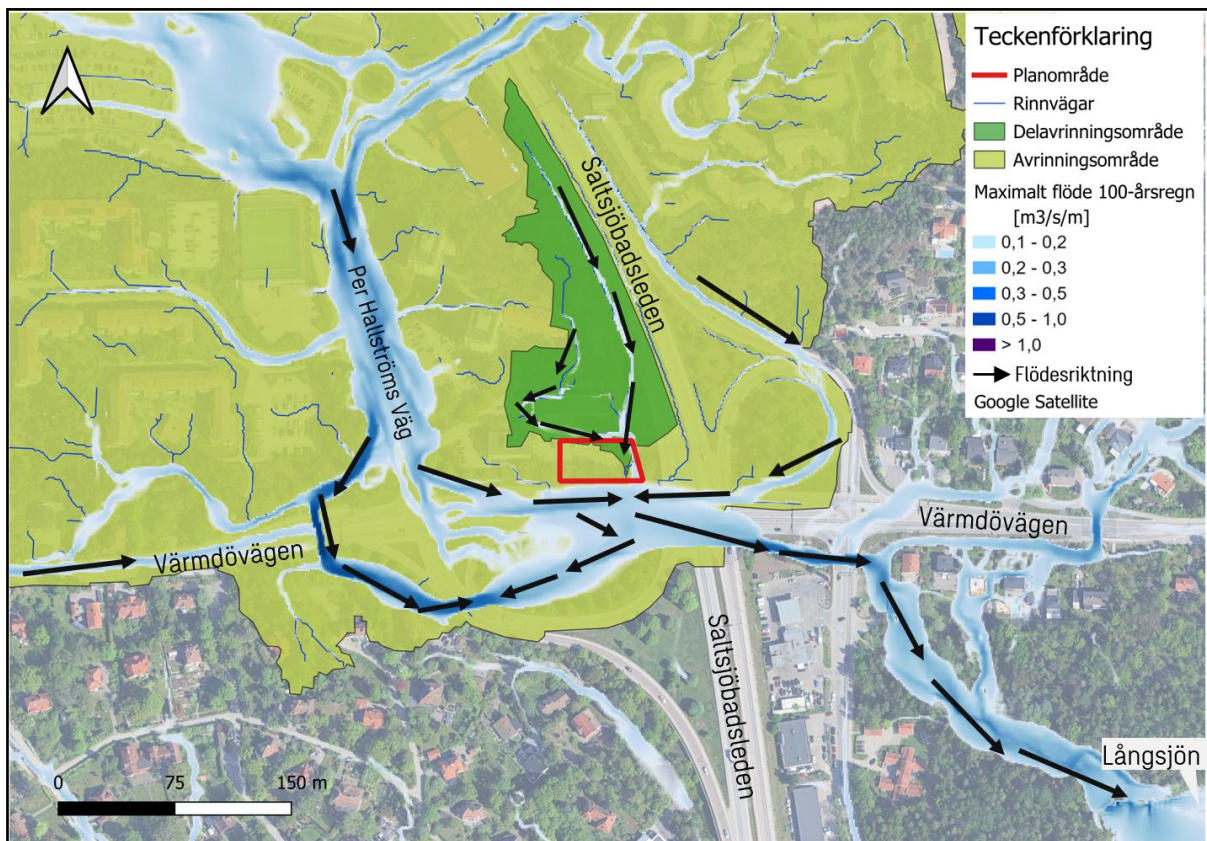 Teckenförklaring
Planområde
Rinnvägar
Delavrinningsområde
Avrinningsområde
Maximalt flöde 100-årsregn
[m3/s/m]
0,1 - 0,2
0,2 - 0,3
0,3 - 0,5
0,5 - 1,0
> 1,0
Flödesriktning
Google Satellite
Saltsjöbadsleden
Per Hallströms Väg
Värmdövägen
Värmdövägen
Saltsjöbadsleden
Långsjön
0 75 150 m